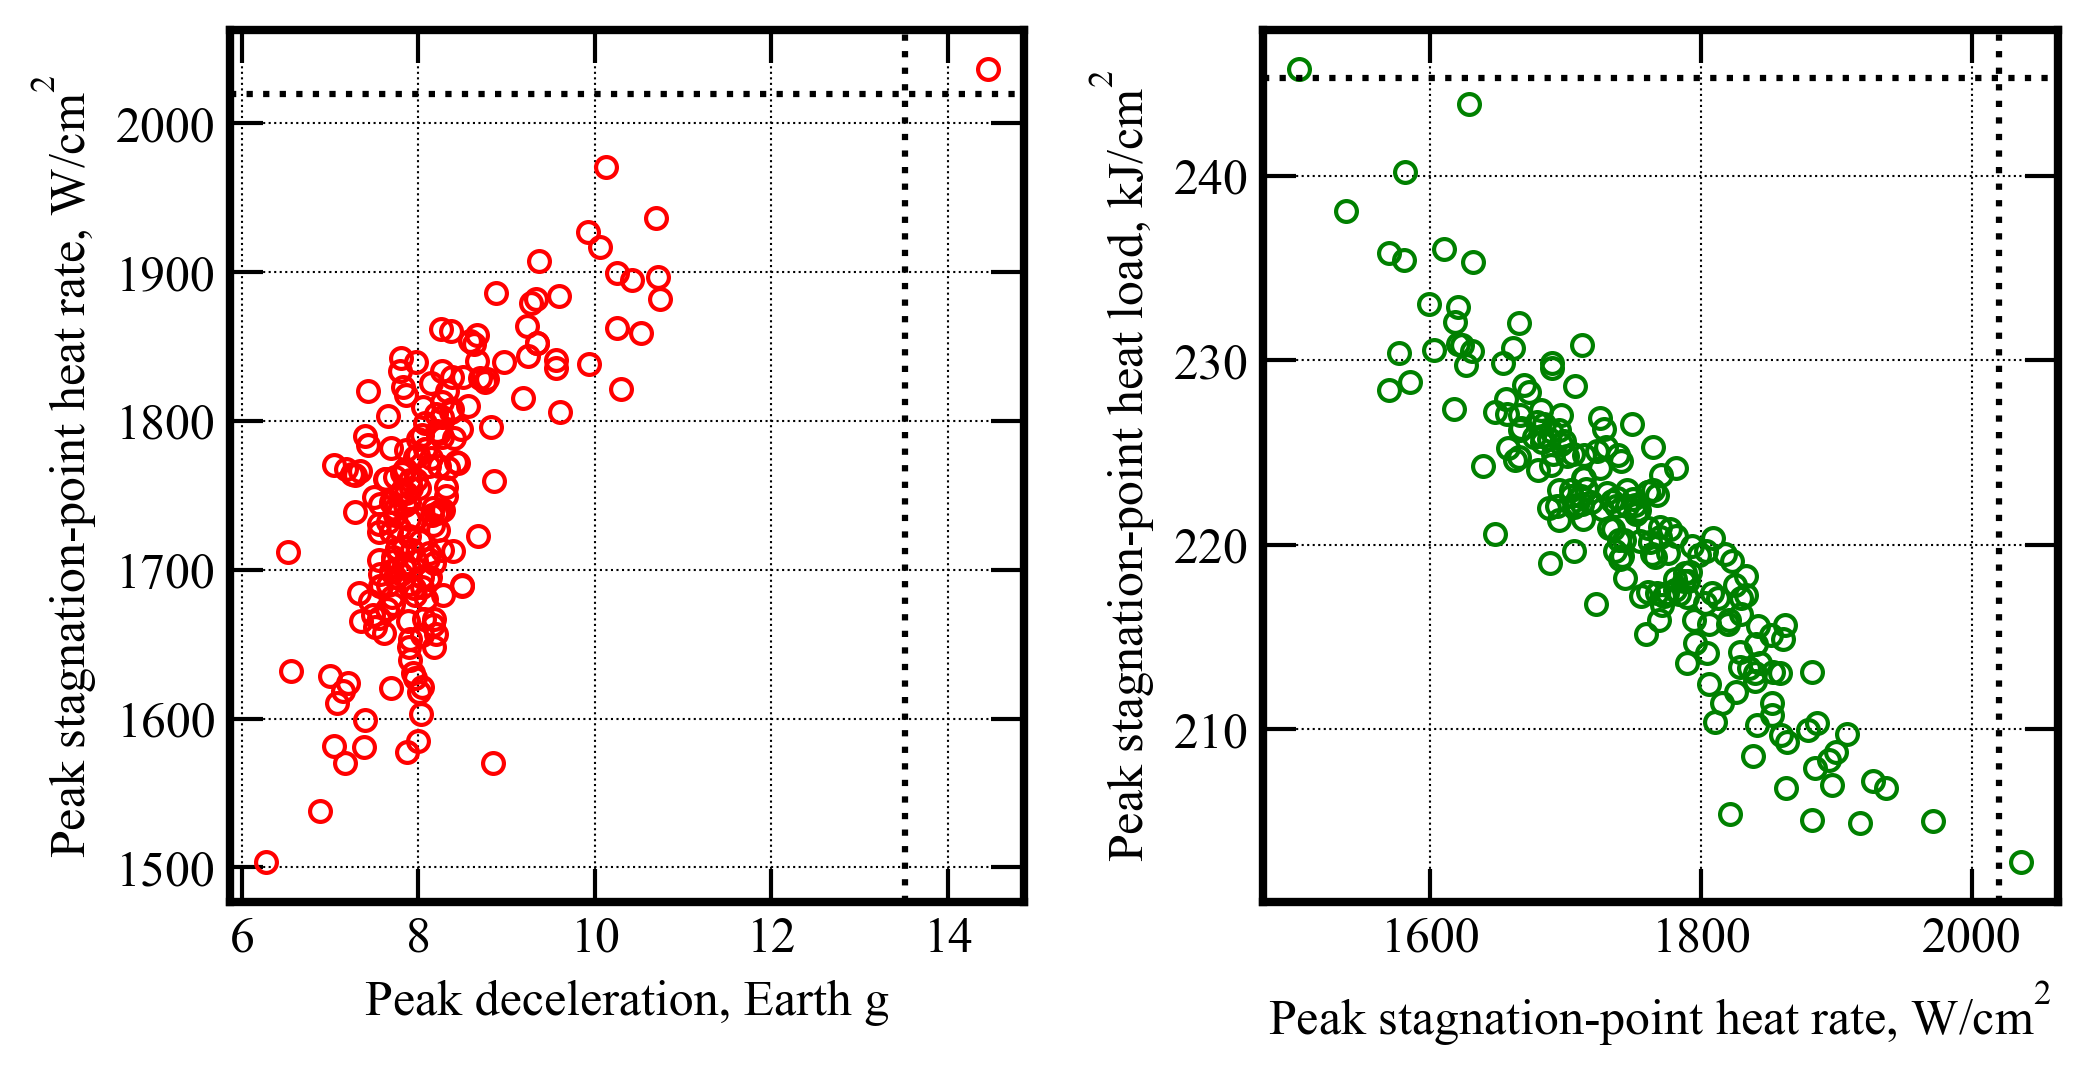 Peak stagnation-point heat rate, W/cm²
2000
1900
1800
1700
1600
1500
6 8 10 12 14
Peak deceleration, Earth g
Peak stagnation-point heat load, kJ/cm²
240
230
220
210
1600 1800 2000
Peak stagnation-point heat rate, W/cm²